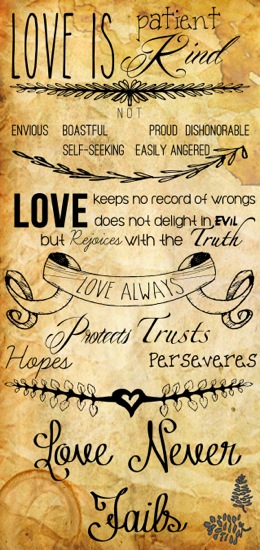 LOVE IS patient
Kind
NOT
ENVIOUS BOASTFUL PROUD DISHONORABLE
SELF-SEEKING EASILY ANGERED
LOVE keeps no record of wrongs
does not delight in EVIL
but Rejoices with the Truth
LOVE ALWAYS
Protects Trusts
Hopes Perseveres
Love Never
Fails